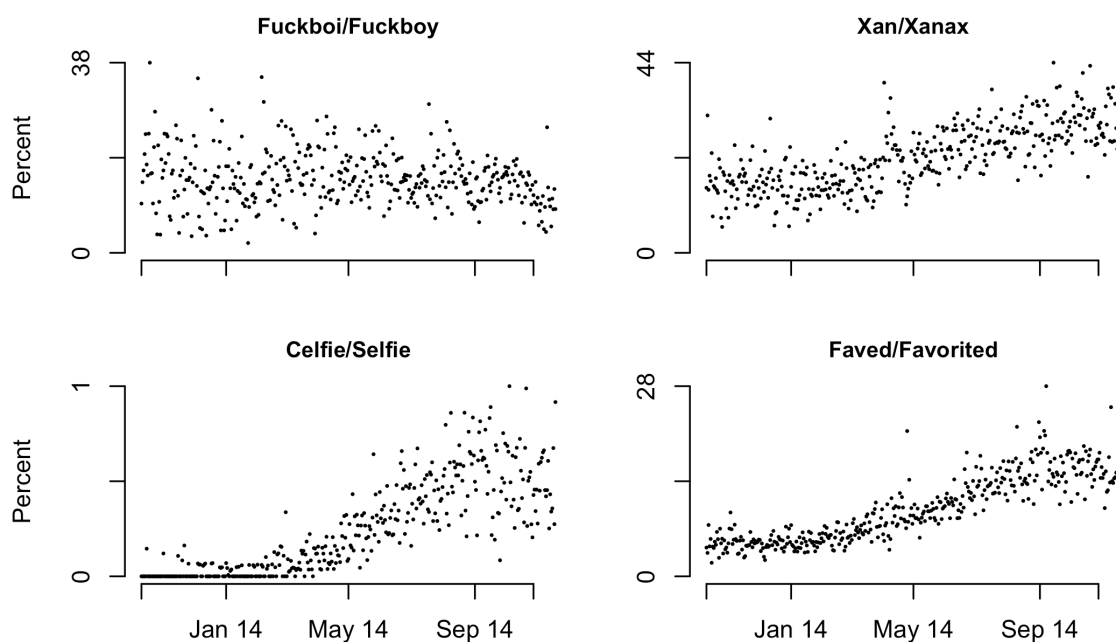 Fuckboi/Fuckboy
Xan/Xanax
38
0
Percent
44
0
Celfie/Selfie
Faved/Favorited
1
0
Percent
28
0
Jan 14 May 14 Sep 14
Jan 14 May 14 Sep 14